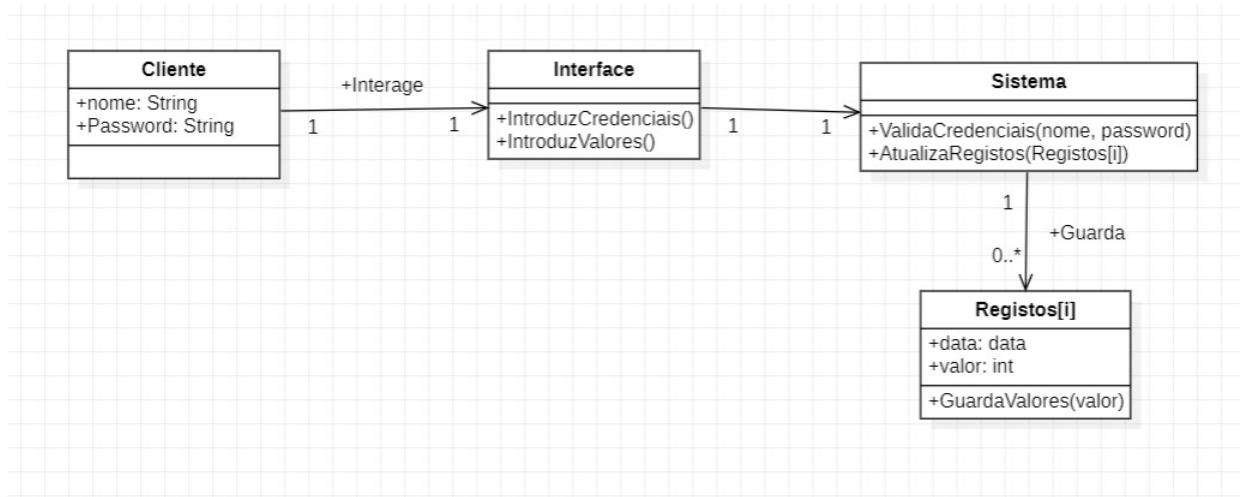 Cliente
+nome: String
+Password: String
+Interage
1
1
Interface
+IntroduzCredenciais()
+IntroduzValores()
1
1
Sistema
+ValidaCredenciais(nome, password)
+AtualizaRegistos(Registos[i])
1
+Guarda
0..*
Registos[i]
+data: data
+valor: int
+GuardaValores(valor)